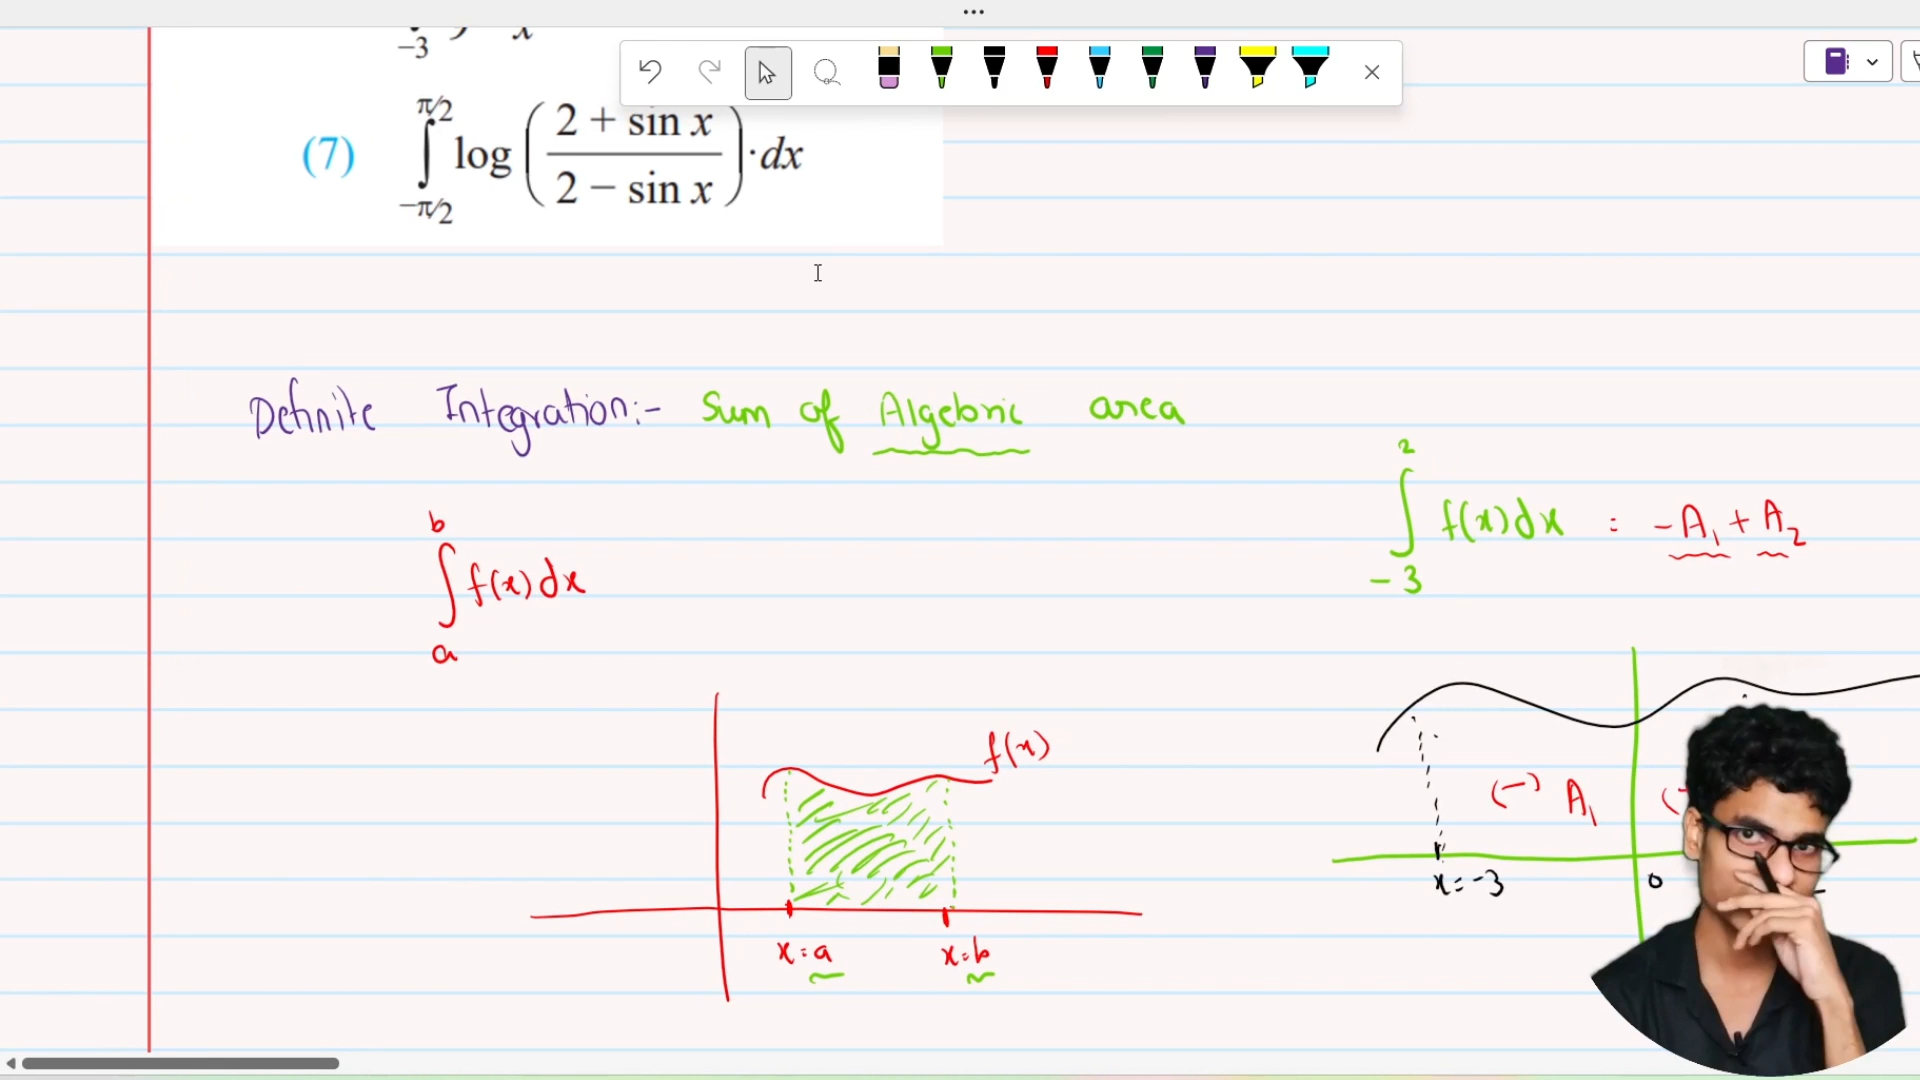 −3 x
(7) ∫_{−π/2}^{π/2} log ( (2 + sin x) / (2 − sin x) ) · dx
Definite Integration:- Sum of Algebric area
∫_{a}^{b} f(x) dx
∫_{-3}^{2} f(x) dx = -A₁ + A₂
f(x)
(-) A₁
x = -3
0
x = a
x = b